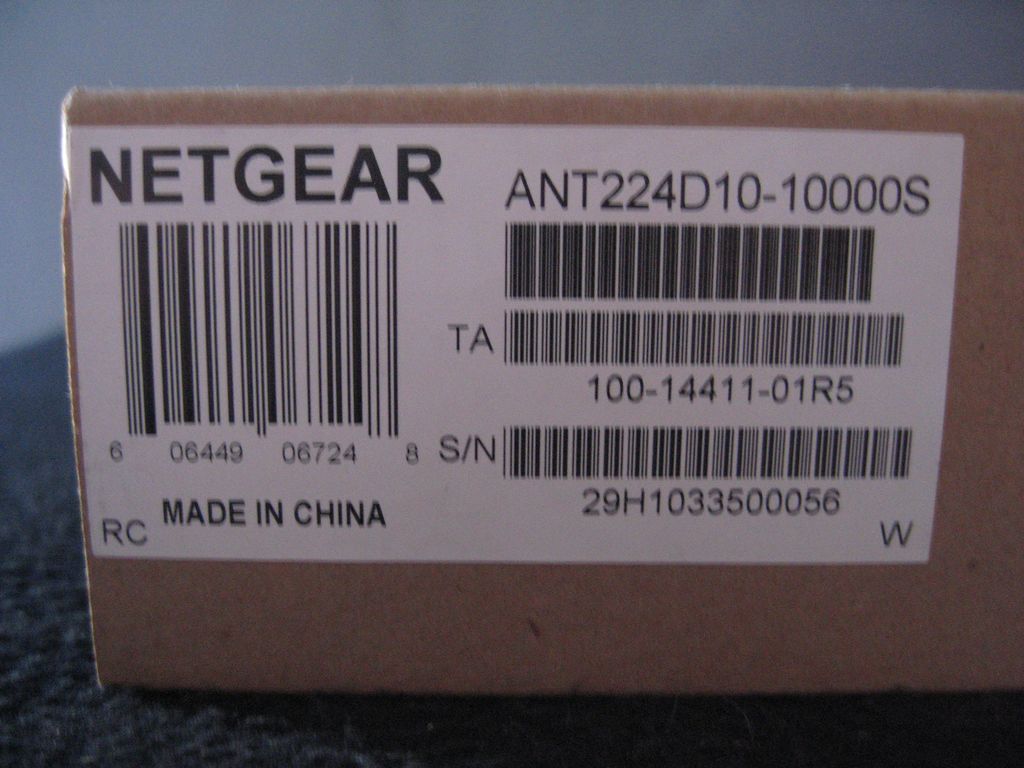 NETGEAR
ANT224D10-10000S
TA
100-14411-01R5
6 06449 06724 8
S/N
29H1033500056
MADE IN CHINA
RC
W